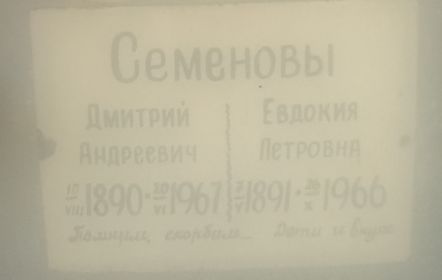 Семеновы
Дмитрий Евдокия
Андреевич Петровна
1890-1967 1891-1966
Помним, скорбим... Дети и внуки